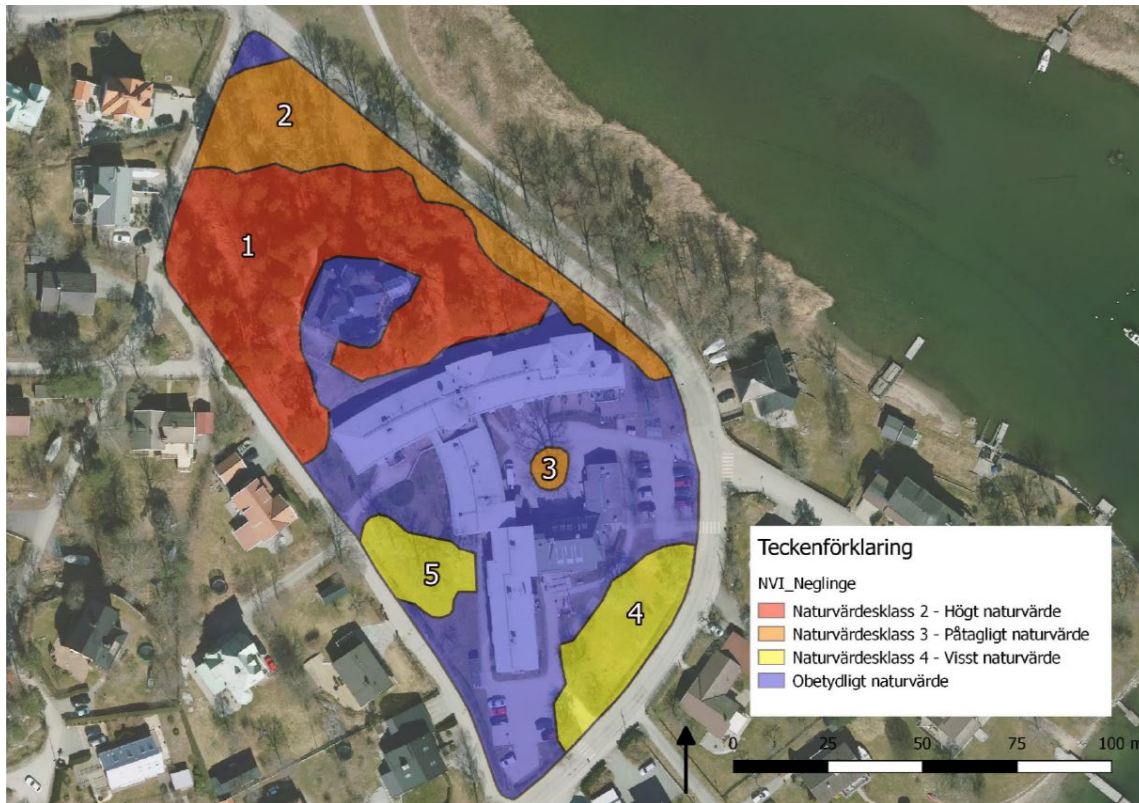 2
1
3
5
4
Teckenförklaring
NVI_Neglinge
Naturvärdesklass 2 - Högt naturvärde
Naturvärdesklass 3 - Påtagligt naturvärde
Naturvärdesklass 4 - Visst naturvärde
Obetydligt naturvärde
0 25 50 75 100 m